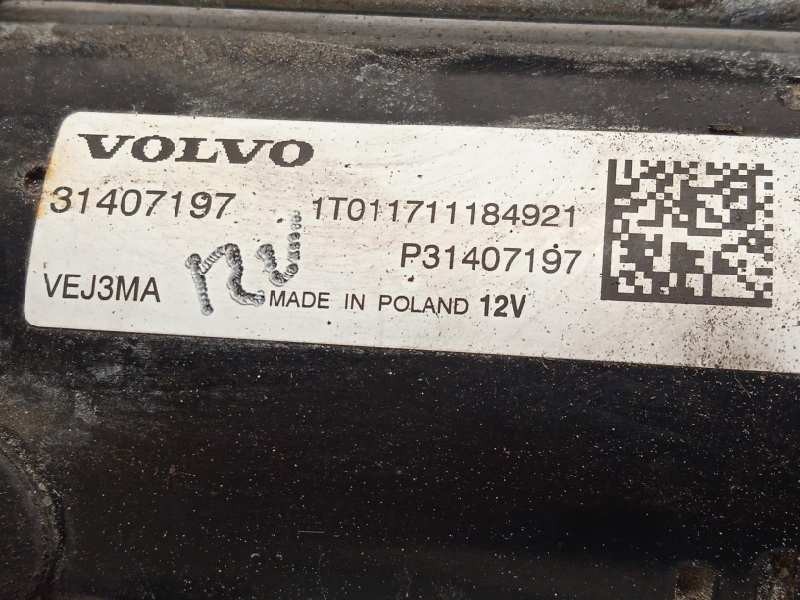 VOLVO
31407197 1T011711184921
P31407197
VEJ3MA MADE IN POLAND 12V